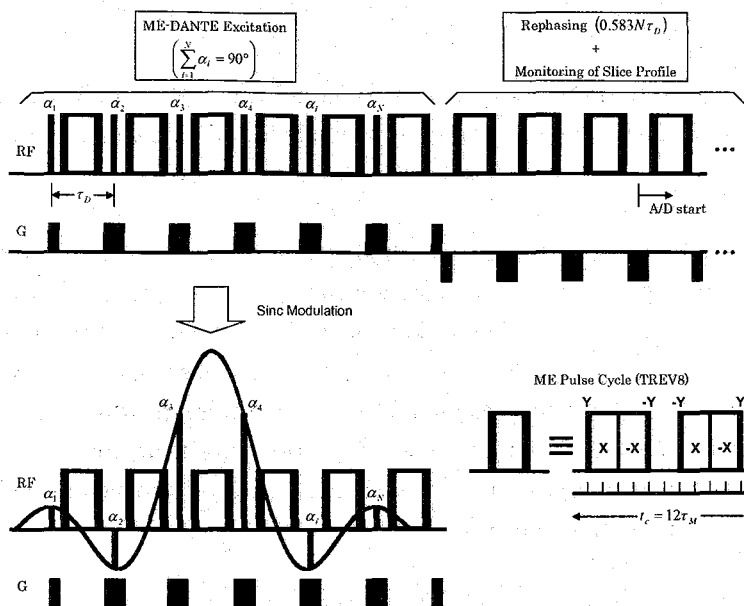 ME-DANTE Excitation
( \sum_{i=1}^{N} α_i = 90° )
Rephasing (0.583Nτ_D)
+
Monitoring of Slice Profile
α_1 α_2 α_3 α_4 α_i α_N
RF
...
τ_D
A/D start
G
...
Sinc Modulation
α_3 α_4
RF
α_1 α_2 α_i α_N
G
ME Pulse Cycle (TREV8)
Y -Y -Y Y
≡
X -X X -X
t_c = 12τ_M